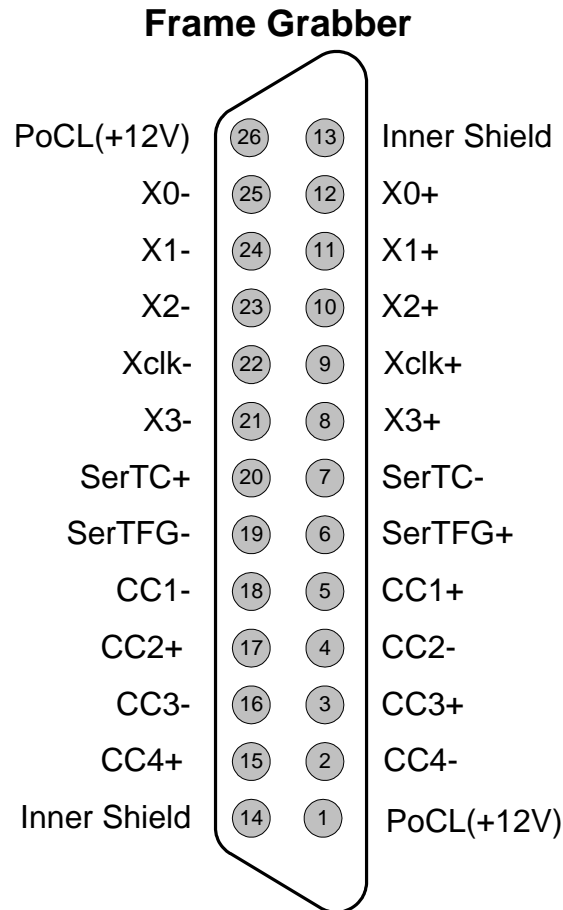 Frame Grabber
PoCL(+12V) 26 13 Inner Shield
X0- 25 12 X0+
X1- 24 11 X1+
X2- 23 10 X2+
Xclk- 22 9 Xclk+
X3- 21 8 X3+
SerTC+ 20 7 SerTC-
SerTFG- 19 6 SerTFG+
CC1- 18 5 CC1+
CC2+ 17 4 CC2-
CC3- 16 3 CC3+
CC4+ 15 2 CC4-
Inner Shield 14 1 PoCL(+12V)